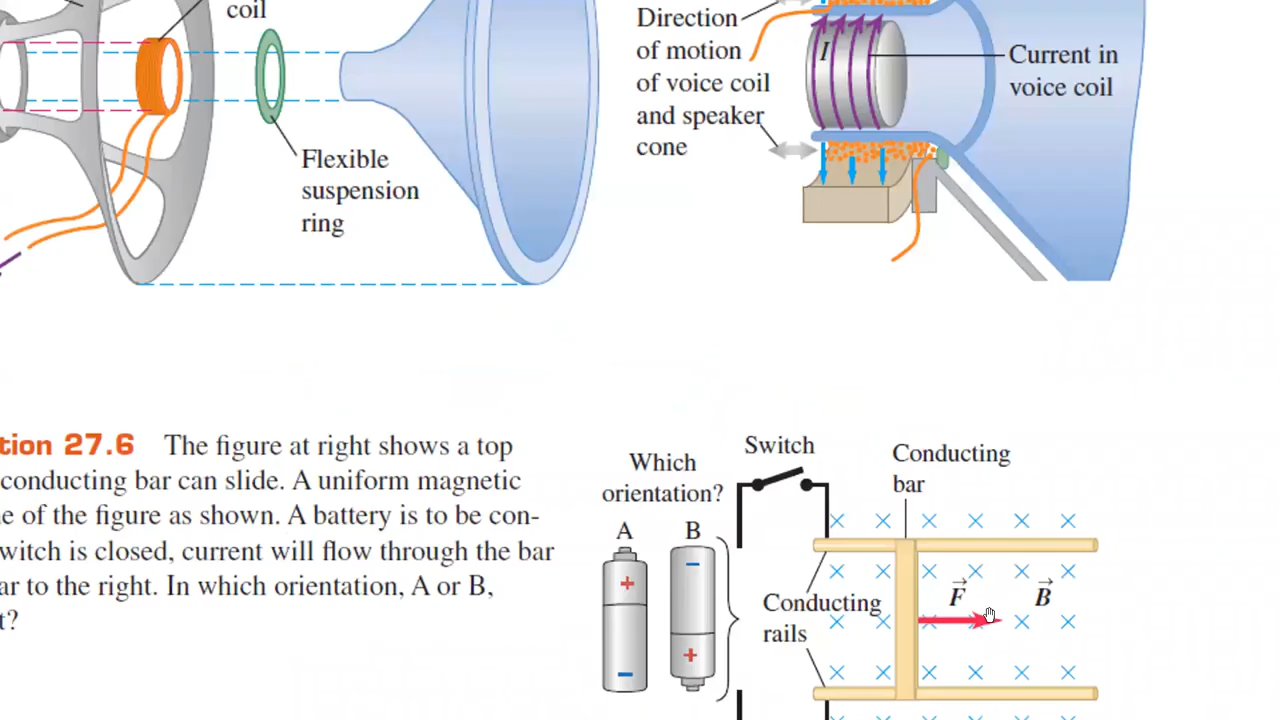 coil
Flexible
suspension
ring
Direction
of motion
of voice coil
and speaker
cone
I
Current in
voice coil
tion 27.6 The figure at right shows a top
conducting bar can slide. A uniform magnetic
e of the figure as shown. A battery is to be con-
witch is closed, current will flow through the bar
ar to the right. In which orientation, A or B,
t?
Which
orientation?
A
B
+
−
−
+
Switch
Conducting
bar
Conducting
rails
F
B